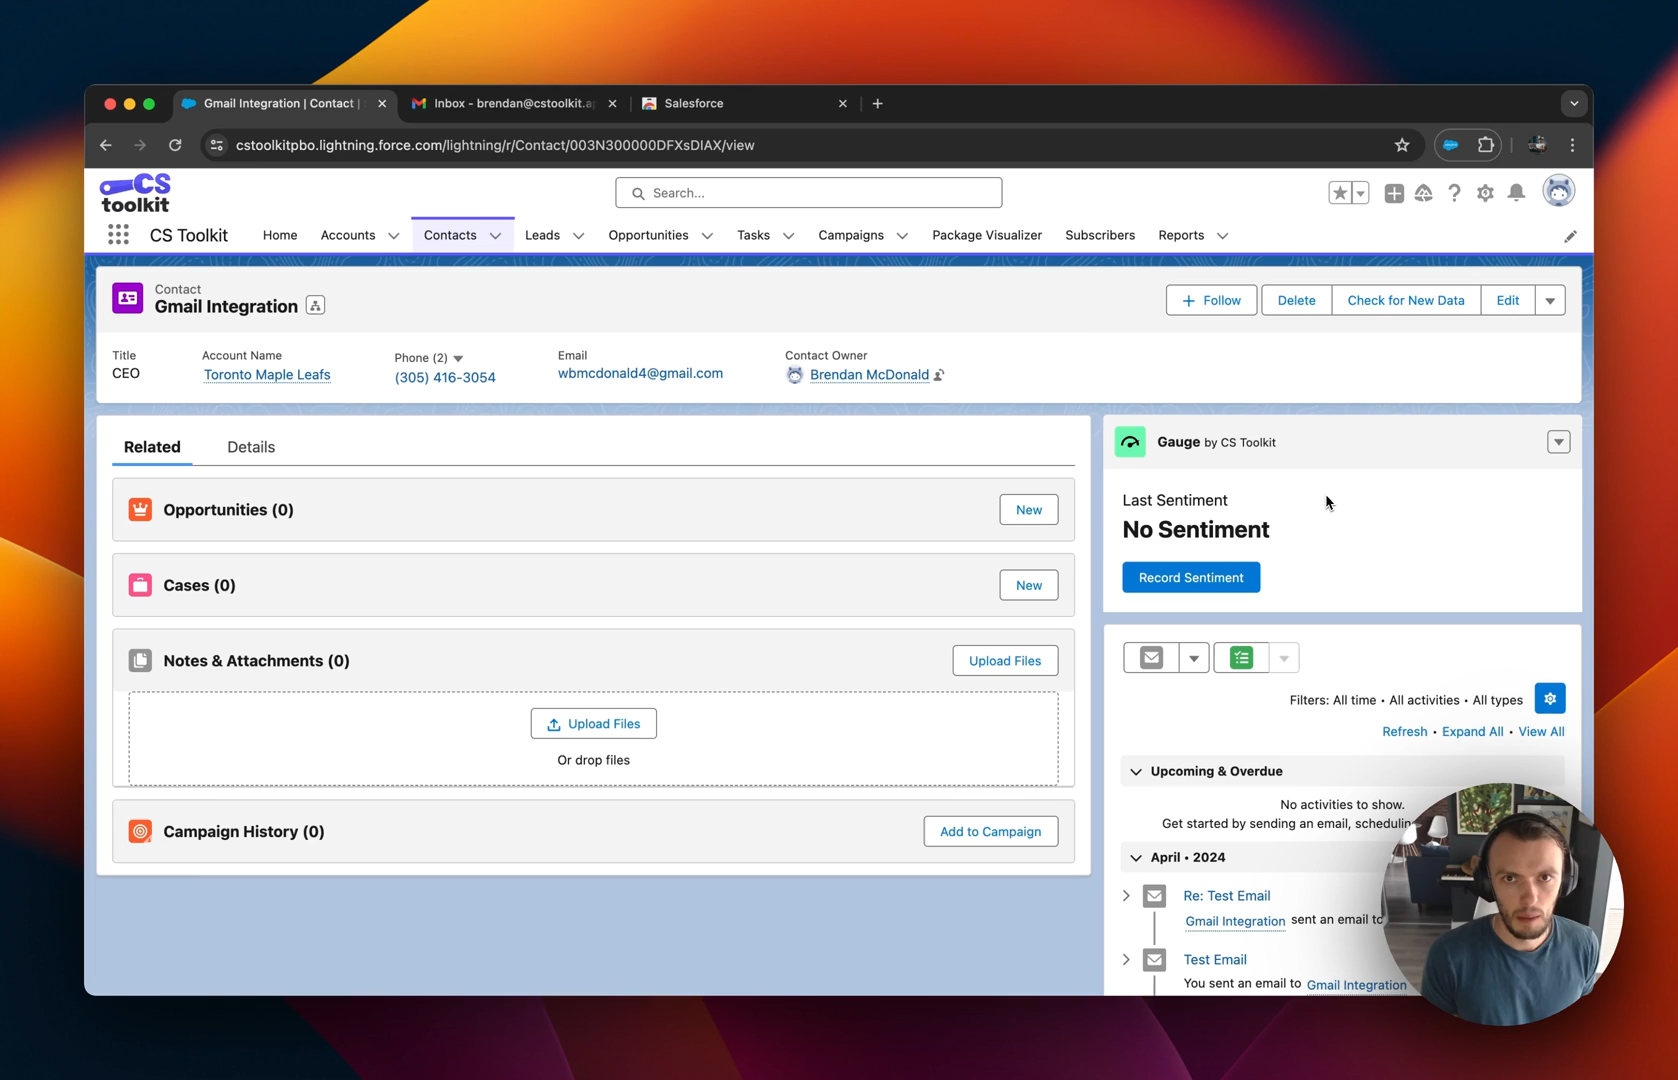 Gmail Integration | Contact |
Inbox - brendan@cstoolkit.a
Salesforce
cstoolkitpbo.lightning.force.com/lightning/r/Contact/003N300000DFXsDIAX/view
CS
toolkit
Search...
CS Toolkit
Home
Accounts
Contacts
Leads
Opportunities
Tasks
Campaigns
Package Visualizer
Subscribers
Reports
Contact
Gmail Integration
Follow
Delete
Check for New Data
Edit
Title
CEO
Account Name
Toronto Maple Leafs
Phone (2)
(305) 416-3054
Email
wbmcdonald4@gmail.com
Contact Owner
Brendan McDonald
Related
Details
Opportunities (0)
New
Cases (0)
New
Notes & Attachments (0)
Upload Files
Upload Files
Or drop files
Campaign History (0)
Add to Campaign
Gauge by CS Toolkit
Last Sentiment
No Sentiment
Record Sentiment
Filters: All time • All activities • All types
Refresh • Expand All • View All
Upcoming & Overdue
No activities to show.
Get started by sending an email, schedulin
April • 2024
Re: Test Email
Gmail Integration sent an email to
Test Email
You sent an email to Gmail Integration